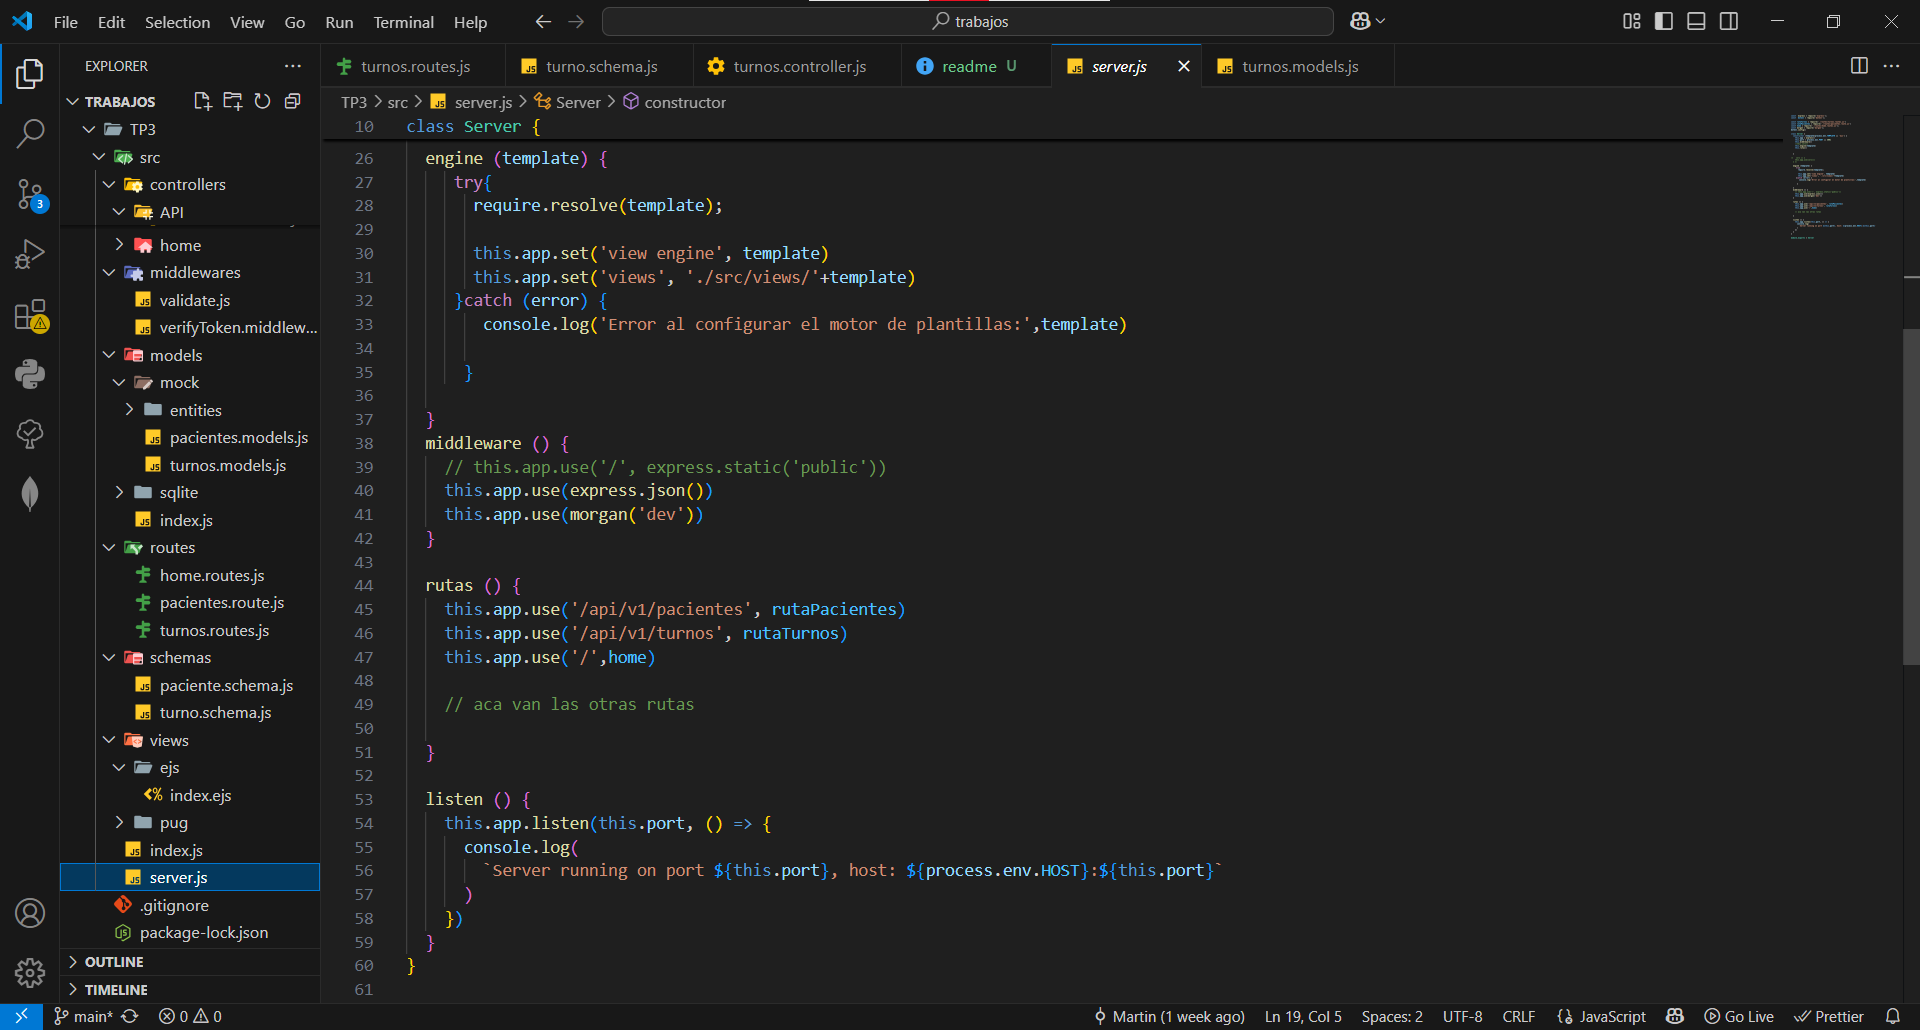 File Edit Selection View Go Run Terminal Help
trabajos
EXPLORER
TRABAJOS
TP3
src
controllers
API
home
middlewares
validate.js
verifyToken.middlew...
models
mock
entities
pacientes.models.js
turnos.models.js
sqlite
index.js
routes
home.routes.js
pacientes.route.js
turnos.routes.js
schemas
paciente.schema.js
turno.schema.js
views
ejs
index.ejs
pug
index.js
server.js
.gitignore
package-lock.json
OUTLINE
TIMELINE
turnos.routes.js turno.schema.js turnos.controller.js readme U server.js turnos.models.js
TP3 > src > server.js > Server > constructor
10 class Server {
26 engine (template) {
27 try{
28 require.resolve(template);
29
30 this.app.set('view engine', template)
31 this.app.set('views', './src/views/'+template)
32 }catch (error) {
33 console.log('Error al configurar el motor de plantillas:',template)
34
35 }
36
37 }
38 middleware () {
39 // this.app.use('/', express.static('public'))
40 this.app.use(express.json())
41 this.app.use(morgan('dev'))
42 }
43
44 rutas () {
45 this.app.use('/api/v1/pacientes', rutaPacientes)
46 this.app.use('/api/v1/turnos', rutaTurnos)
47 this.app.use('/',home)
48
49 // aca van las otras rutas
50
51 }
52
53 listen () {
54 this.app.listen(this.port, () => {
55 console.log(
56 `Server running on port ${this.port}, host: ${process.env.HOST}:${this.port}`
57 )
58 })
59 }
60 }
61
3
main* 0 0 Martin (1 week ago) Ln 19, Col 5 Spaces: 2 UTF-8 CRLF {} JavaScript Go Live Prettier